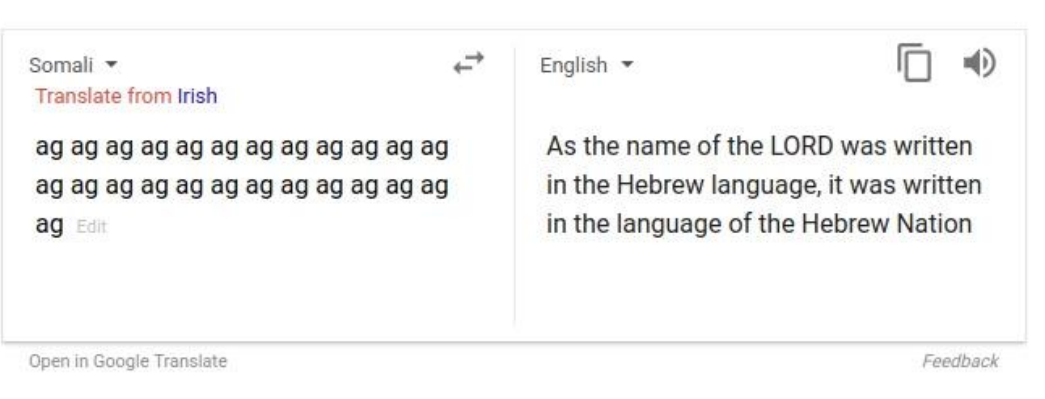 Somali
English
Translate from Irish
ag ag ag ag ag ag ag ag ag ag ag ag
ag ag ag ag ag ag ag ag ag ag ag ag
ag Edit
As the name of the LORD was written
in the Hebrew language, it was written
in the language of the Hebrew Nation
Open in Google Translate
Feedback